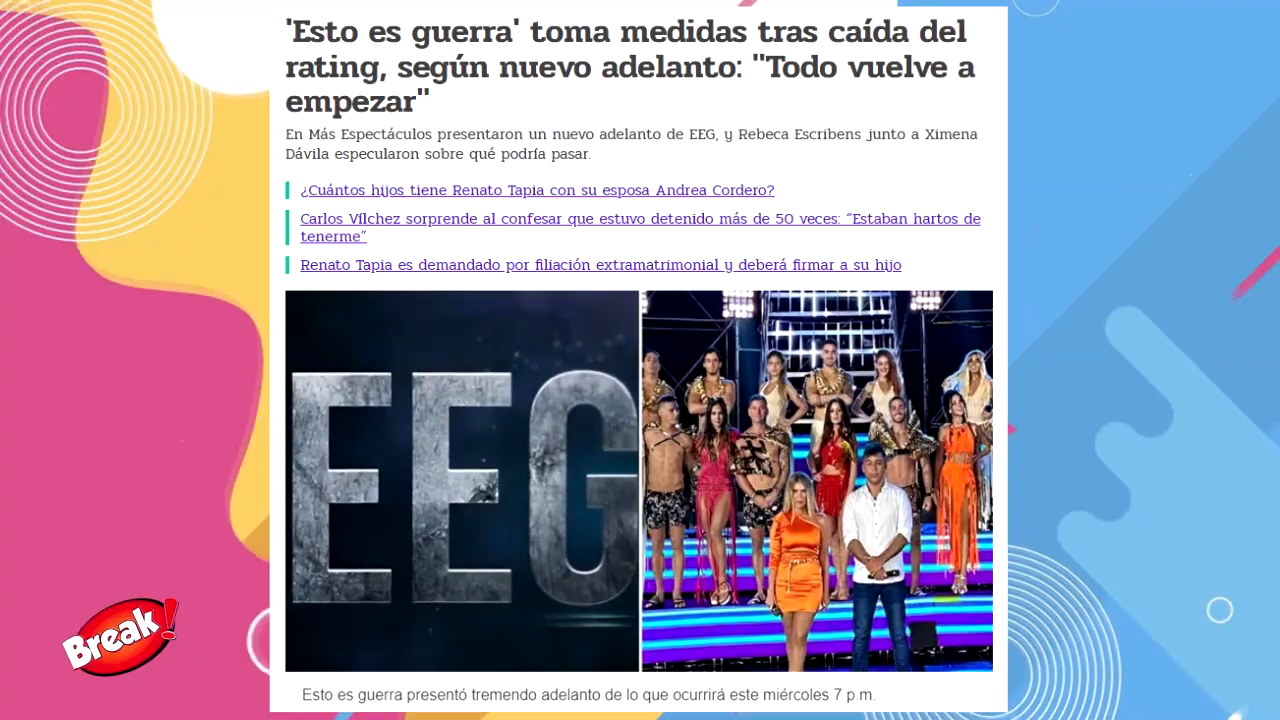 'Esto es guerra' toma medidas tras caída del
rating, según nuevo adelanto: "Todo vuelve a
empezar"
En Más Espectáculos presentaron un nuevo adelanto de EEG, y Rebeca Escribens junto a Ximena
Dávila especularon sobre qué podría pasar.
¿Cuántos hijos tiene Renato Tapia con su esposa Andrea Cordero?
Carlos Vílchez sorprende al confesar que estuvo detenido más de 50 veces: “Estaban hartos de
tenerme”
Renato Tapia es demandado por filiación extramatrimonial y deberá firmar a su hijo
EEG
Break!
Esto es guerra presentó tremendo adelanto de lo que ocurrirá este miércoles 7 p.m.